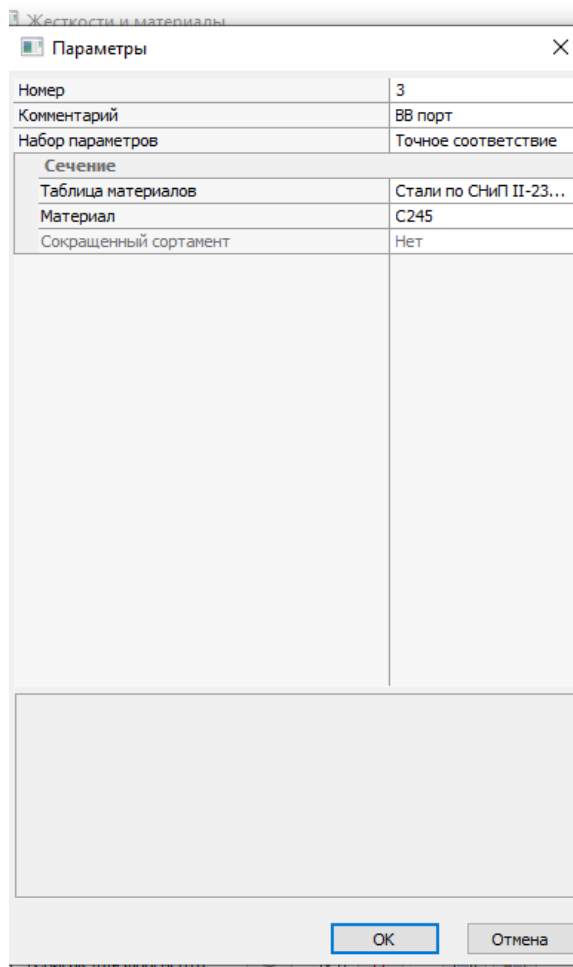 Жесткости и материалы
Параметры
Номер 3
Комментарий ВВ порт
Набор параметров Точное соответствие
Сечение
Таблица материалов Стали по СНиП II-23...
Материал С245
Сокращенный сортамент Нет
ОК Отмена